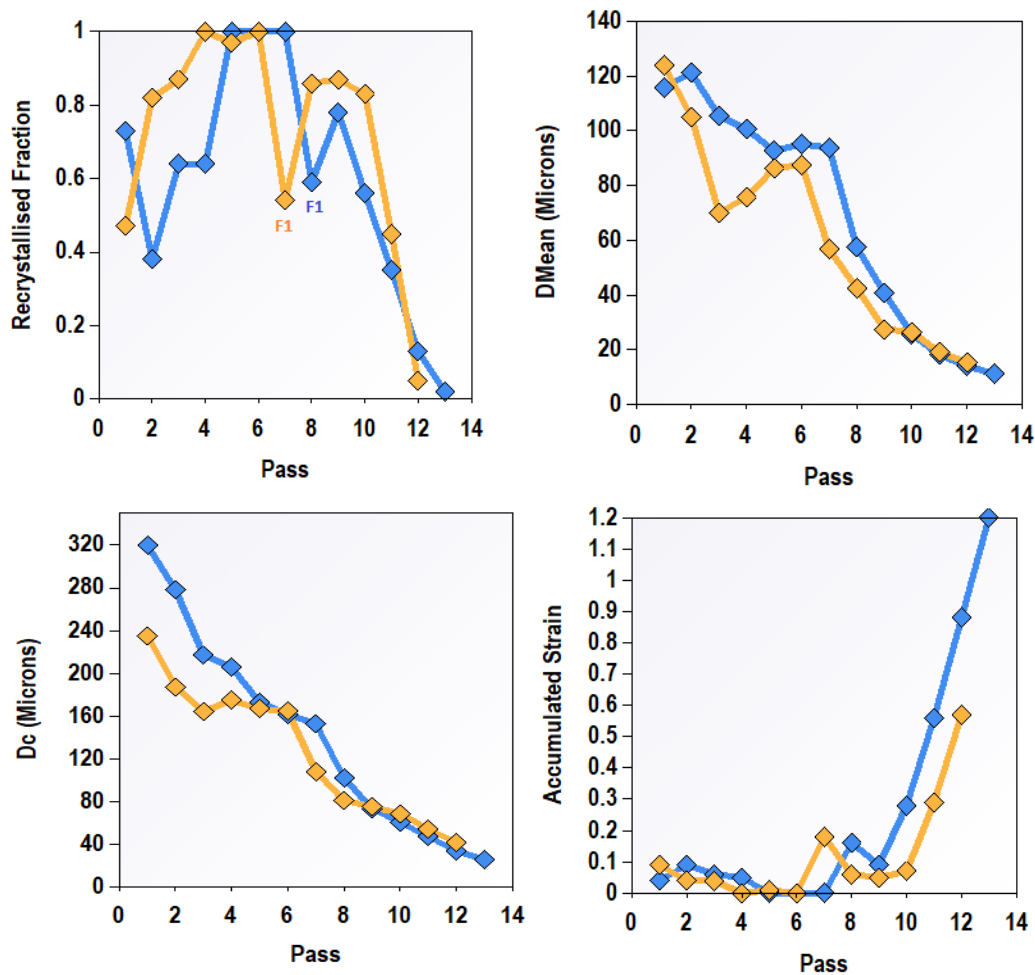 Recrystallised Fraction
1
0.8
0.6
0.4
0.2
0
F1
F1
0 2 4 6 8 10 12 14
Pass
DMean (Microns)
140
120
100
80
60
40
20
0
0 2 4 6 8 10 12 14
Pass
Dc (Microns)
320
280
240
200
160
120
80
40
0
0 2 4 6 8 10 12 14
Pass
Accumulated Strain
1.2
1.1
1
0.9
0.8
0.7
0.6
0.5
0.4
0.3
0.2
0.1
0
0 2 4 6 8 10 12 14
Pass